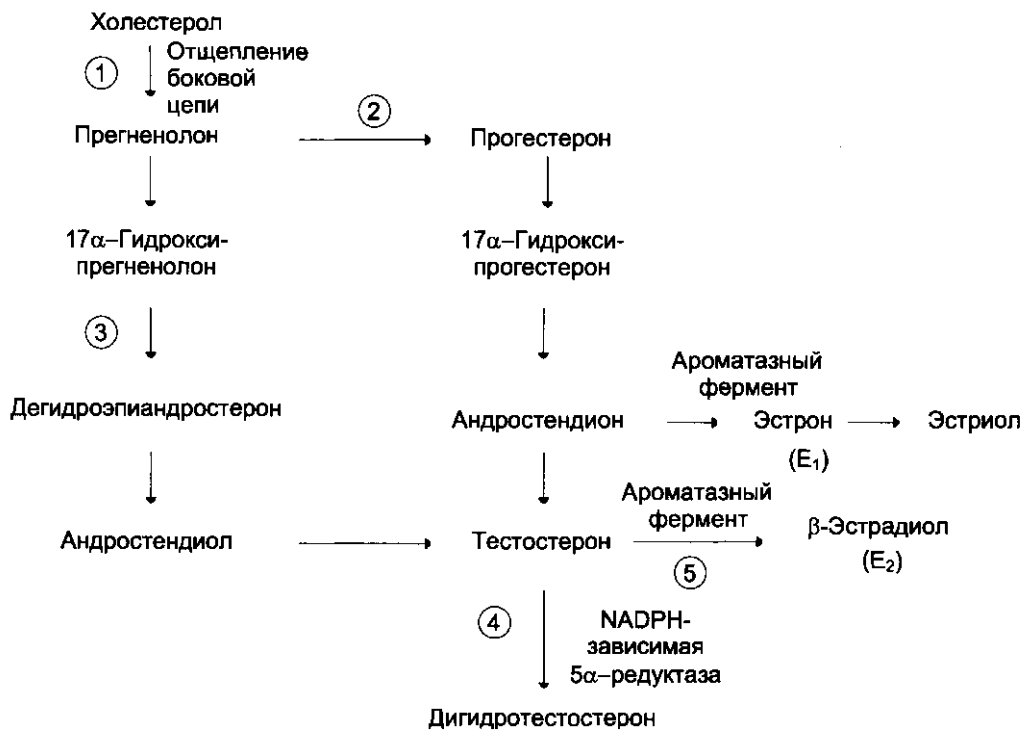 Холестерол
① Отщепление
боковой
цепи
②
Прегненолон
Прогестерон
17α–Гидрокси-
прегненолон
17α–Гидрокси-
прогестерон
③
Ароматазный
фермент
Дегидроэпиандростерон
Андростендион
Эстрон
Эстриол
(E₁)
Ароматазный
фермент
Андростендиол
Тестостерон
β-Эстрадиол
(E₂)
⑤
④
NADPH-
зависимая
5α–редуктаза
Дигидротестостерон